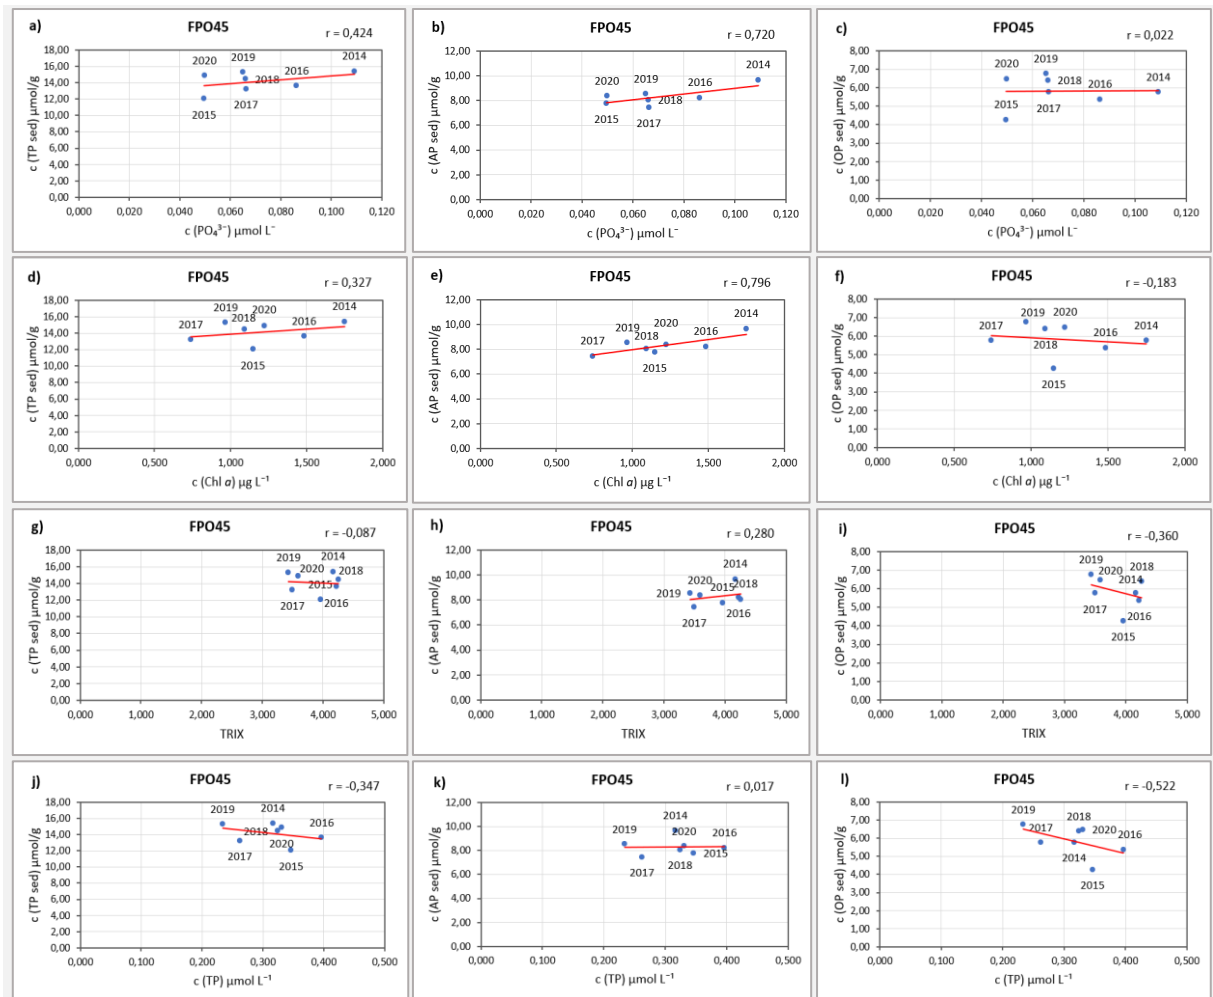 a) FPO45 r = 0,424
18,00
16,00
14,00
12,00
10,00
8,00
6,00
4,00
2,00
0,00
c (TP sed) μmol/g
2020 2019 2018 2016 2014
2015 2017
0,000 0,020 0,040 0,060 0,080 0,100 0,120
c (PO₄³⁻) μmol L⁻
b) FPO45 r = 0,720
12,00
10,00
8,00
6,00
4,00
2,00
0,00
c (AP sed) μmol/g
2020 2019 2018 2016 2014
2015 2017
0,000 0,020 0,040 0,060 0,080 0,100 0,120
c (PO₄³⁻) μmol L⁻
c) FPO45 r = 0,022
8,00
7,00
6,00
5,00
4,00
3,00
2,00
1,00
0,00
c (OP sed) μmol/g
2020 2019 2018 2016 2014
2015 2017
0,000 0,020 0,040 0,060 0,080 0,100 0,120
c (PO₄³⁻) μmol L⁻
d) FPO45 r = 0,327
18,00
16,00
14,00
12,00
10,00
8,00
6,00
4,00
2,00
0,00
c (TP sed) μmol/g
2017 2019 2018 2020 2016 2014
2015
0,000 0,500 1,000 1,500 2,000
c (Chl a) μg L⁻¹
e) FPO45 r = 0,796
12,00
10,00
8,00
6,00
4,00
2,00
0,00
c (AP sed) μmol/g
2017 2019 2018 2020 2016 2014
2015
0,000 0,500 1,000 1,500 2,000
c (Chl a) μg L⁻¹
f) FPO45 r = -0,183
8,00
7,00
6,00
5,00
4,00
3,00
2,00
1,00
0,00
c (OP sed) μmol/g
2017 2019 2020 2016 2014
2018
2015
0,000 0,500 1,000 1,500 2,000
c (Chl a) μg L⁻¹
g) FPO45 r = -0,087
18,00
16,00
14,00
12,00
10,00
8,00
6,00
4,00
2,00
0,00
c (TP sed) μmol/g
2019 2020 2014 2018
2015
2017 2016
0,000 1,000 2,000 3,000 4,000 5,000
TRIX
h) FPO45 r = 0,280
12,00
10,00
8,00
6,00
4,00
2,00
0,00
c (AP sed) μmol/g
2014
2019 2020 2015 2018
2017 2016
0,000 1,000 2,000 3,000 4,000 5,000
TRIX
i) FPO45 r = -0,360
8,00
7,00
6,00
5,00
4,00
3,00
2,00
1,00
0,00
c (OP sed) μmol/g
2019 2020 2018
2014
2017 2016
2015
0,000 1,000 2,000 3,000 4,000 5,000
TRIX
j) FPO45 r = -0,347
18,00
16,00
14,00
12,00
10,00
8,00
6,00
4,00
2,00
0,00
c (TP sed) μmol/g
2019 2014 2016
2018
2017 2020
2015
0,000 0,100 0,200 0,300 0,400 0,500
c (TP) μmol L⁻¹
k) FPO45 r = 0,017
12,00
10,00
8,00
6,00
4,00
2,00
0,00
c (AP sed) μmol/g
2014
2019 2020 2016
2015
2017 2018
0,000 0,100 0,200 0,300 0,400 0,500
c (TP) μmol L⁻¹
l) FPO45 r = -0,522
8,00
7,00
6,00
5,00
4,00
3,00
2,00
1,00
0,00
c (OP sed) μmol/g
2019 2018
2017 2020 2016
2014
2015
0,000 0,100 0,200 0,300 0,400 0,500
c (TP) μmol L⁻¹